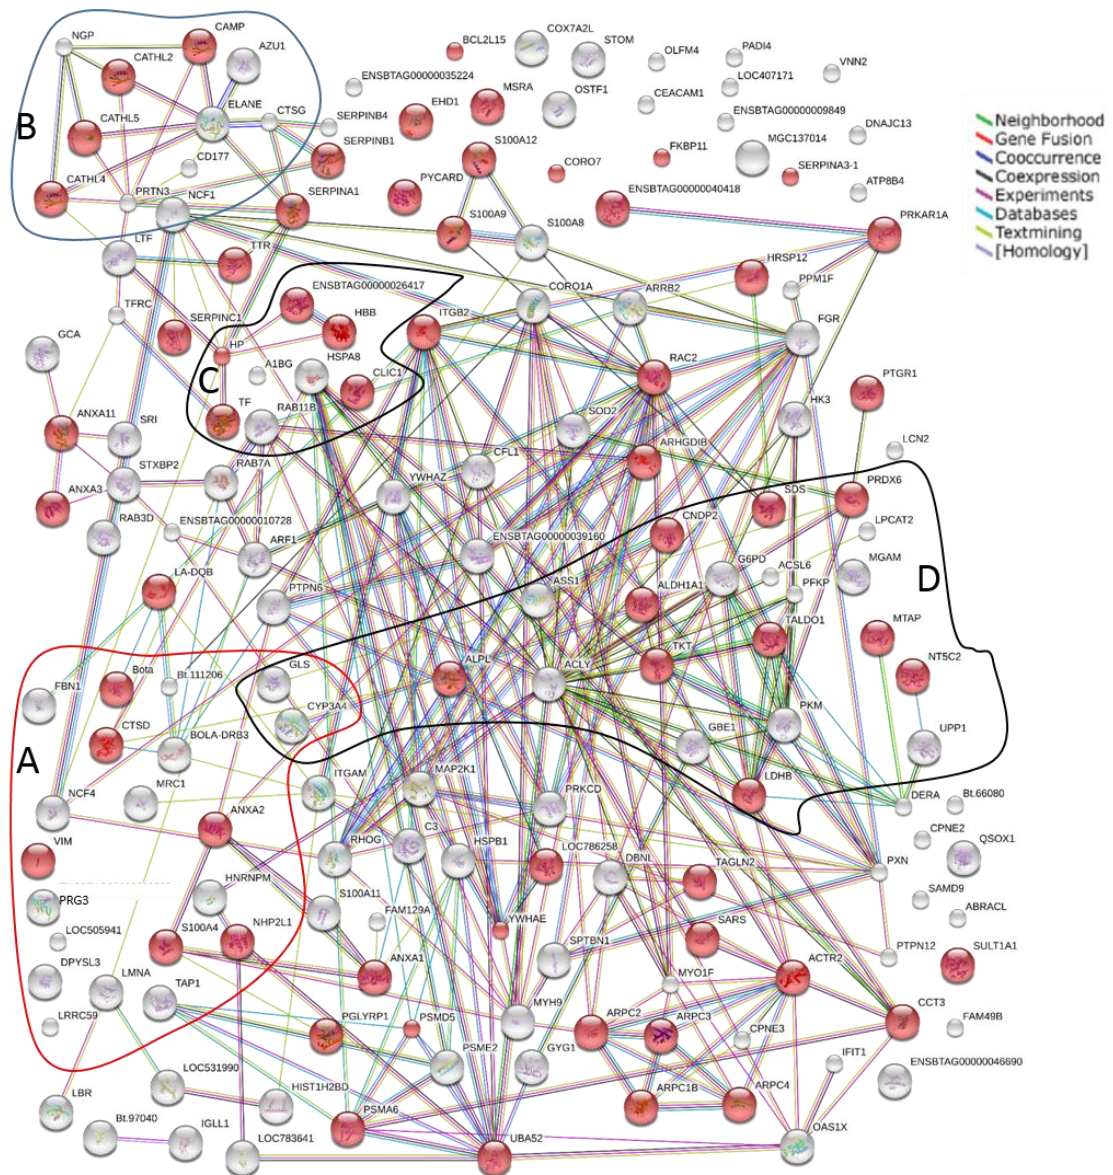 NGP
CAMP
CATHL2
AZU1
BCL2L15
COX7A2L
STOM
OLFM4
PADI4
VNN2
LOC407171
ENSBTAG00000035224
MSRA
OSTF1
CEACAM1
ENSBTAG00000009849
Neighborhood
Gene Fusion
Cooccurrence
Coexpression
Experiments
Databases
Textmining
[Homology]
B
CATHL5
ELANE
CTSG
SERPINB4
EHD1
DNAJC13
MGC137014
SERPINB1
S100A12
CORO7
FKBP11
SERPINA3-1
CD177
CATHL4
PRTN3
NCF1
SERPINA1
PYCARD
ENSBTAG00000040418
ATP8B4
S100A9
S100A8
PRKAR1A
LTF
TTR
HRSP12
PPM1F
ENSBTAG00000026417
TFRC
SERPINC1
HBB
ITGB2
CORO1A
ARRB2
FGR
GCA
HP
A1BG
HSPA8
CLIC1
RAC2
PTGR1
C
TF
RAB11B
HK3
ANXA11
SRI
SOD2
ARHGDIB
LCN2
STXBP2
RAB7A
CFL1
YWHAZ
PRDX6
SDS
ANXA3
RAB3D
ENSBTAG00000010728
ARF1
ENSBTAG00000039160
CNDP2
LPCAT2
G6PD
ACSL6
MGAM
D
LA-DQB
PTPN6
ASS1
ALDH1A1
PFKP
TALDO1
MTAP
TKT
NT5C2
GLS
ALPL
ACLY
Bota
Bt.111206
FBN1
CYP3A4
PKM
UPP1
CTSD
BOLA-DRB3
GBE1
A
MRC1
ITGAM
MAP2K1
PRKCD
LDHB
DERA
Bt.66080
NCF4
ANXA2
VIM
RHOG
C3
HSPB1
LOC786258
DBNL
TAGLN2
PXN
CPNE2
QSOX1
PRG3
HNRNPM
S100A11
FAM129A
YWHAE
SAMD9
ABRACL
LOC505941
S100A4
NHP2L1
SARS
SPTBN1
PTPN12
SULT1A1
DPYSL3
LMNA
TAP1
ANXA1
MYO1F
ACTR2
MYH9
CCT3
LRRC59
PGLYRP1
PSMD5
ARPC2
ARPC3
CPNE3
FAM49B
PSME2
GYG1
IFIT1
ENSBTAG00000046690
LOC531990
HIST1H2BD
LBR
ARPC1B
ARPC4
Bt.97040
IGLL1
PSMA6
LOC783641
UBA52
OAS1X